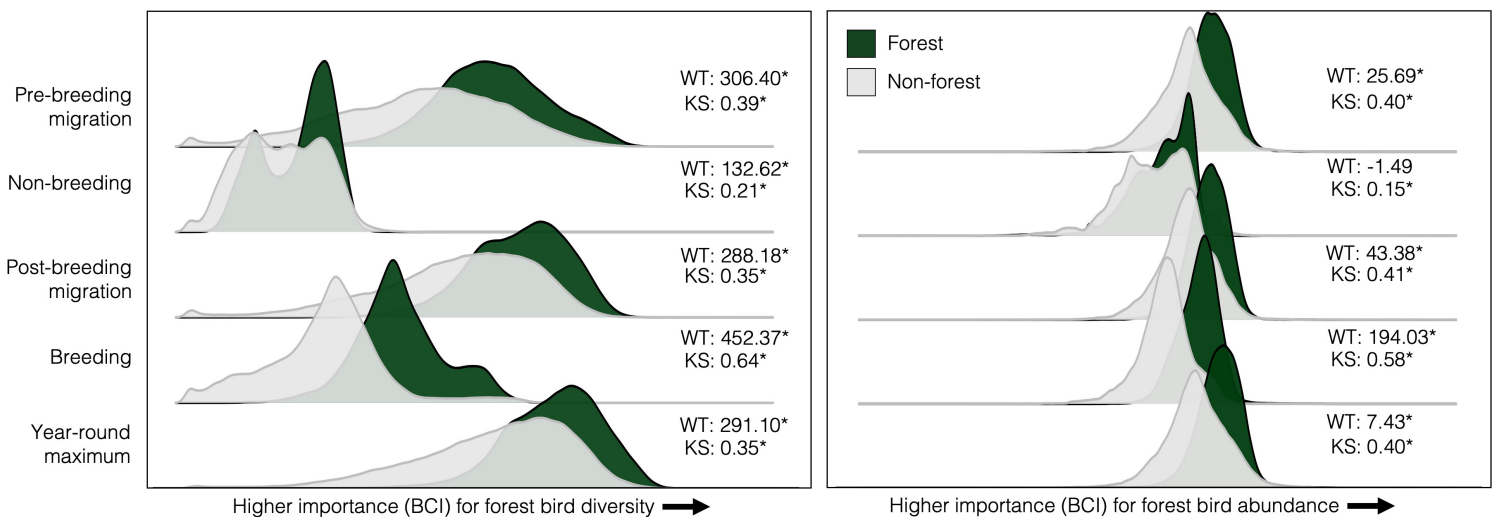 Pre-breeding
migration
WT: 306.40*
KS: 0.39*
Non-breeding
WT: 132.62*
KS: 0.21*
Post-breeding
migration
WT: 288.18*
KS: 0.35*
Breeding
WT: 452.37*
KS: 0.64*
Year-round
maximum
WT: 291.10*
KS: 0.35*
Higher importance (BCI) for forest bird diversity
Forest
Non-forest
WT: 25.69*
KS: 0.40*
WT: -1.49
KS: 0.15*
WT: 43.38*
KS: 0.41*
WT: 194.03*
KS: 0.58*
WT: 7.43*
KS: 0.40*
Higher importance (BCI) for forest bird abundance